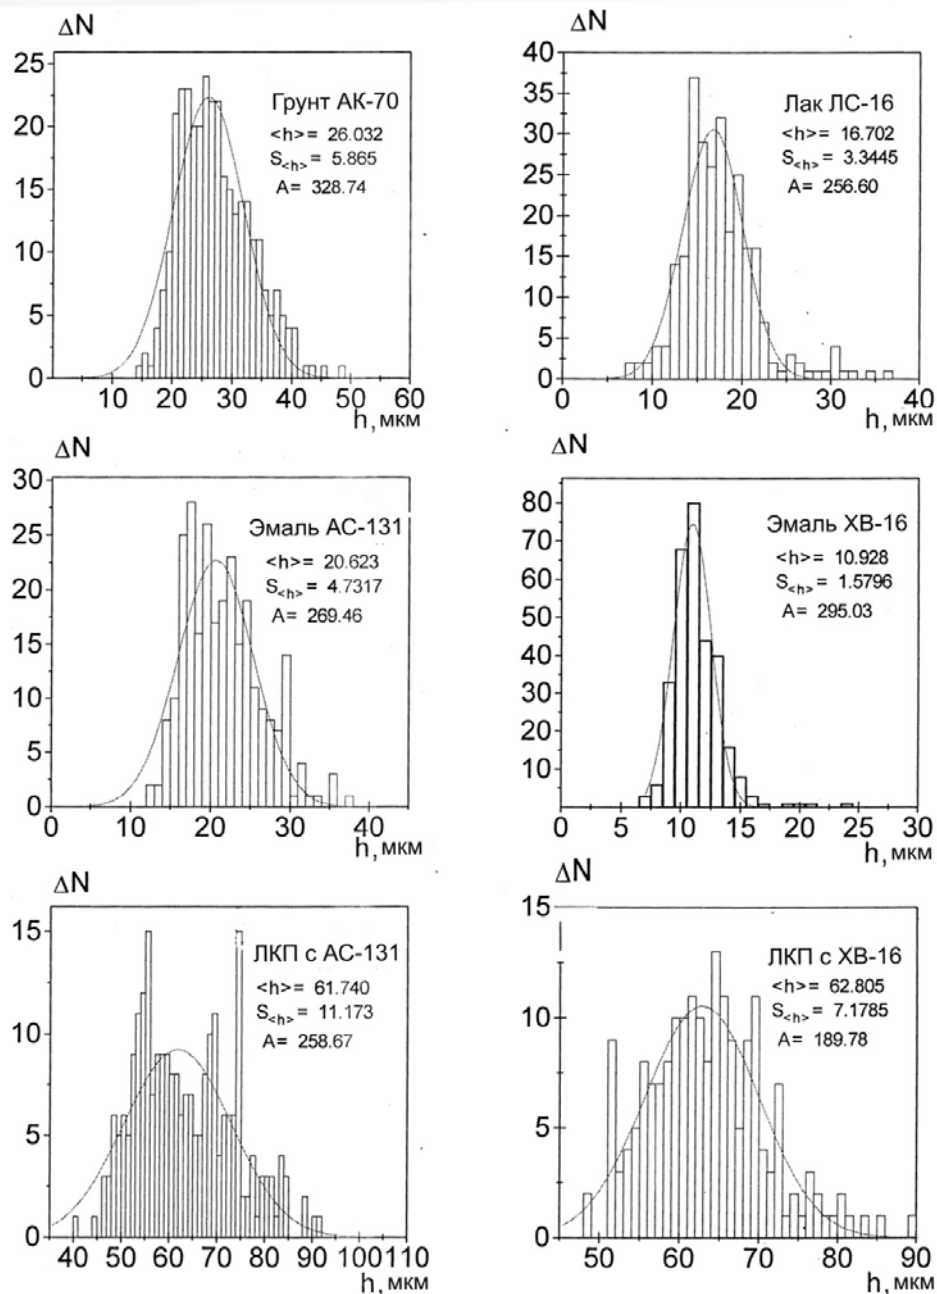 ΔN
25
20
15
10
5
0
10 20 30 40 50 60
h, мкм
Грунт АК-70
<h>= 26.032
S<h> = 5.865
A= 328.74
ΔN
40
35
30
25
20
15
10
5
0
0 10 20 30 40
h, мкм
Лак ЛС-16
<h>= 16.702
S<h> = 3.3445
A= 256.60
ΔN
30
25
20
15
10
5
0
0 10 20 30 40
h, мкм
Эмаль АС-131
<h>= 20.623
S<h> = 4.7317
A= 269.46
ΔN
80
70
60
50
40
30
20
10
0 5 10 15 20 25 30
h, мкм
Эмаль ХВ-16
<h>= 10.928
S<h> = 1.5796
A= 295.03
ΔN
15
10
5
0
40 50 60 70 80 90 100 110
h, мкм
ЛКП с АС-131
<h>= 61.740
S<h> = 11.173
A= 258.67
ΔN
15
10
5
0
50 60 70 80 90
h, мкм
ЛКП с ХВ-16
<h>= 62.805
S<h> = 7.1785
A= 189.78